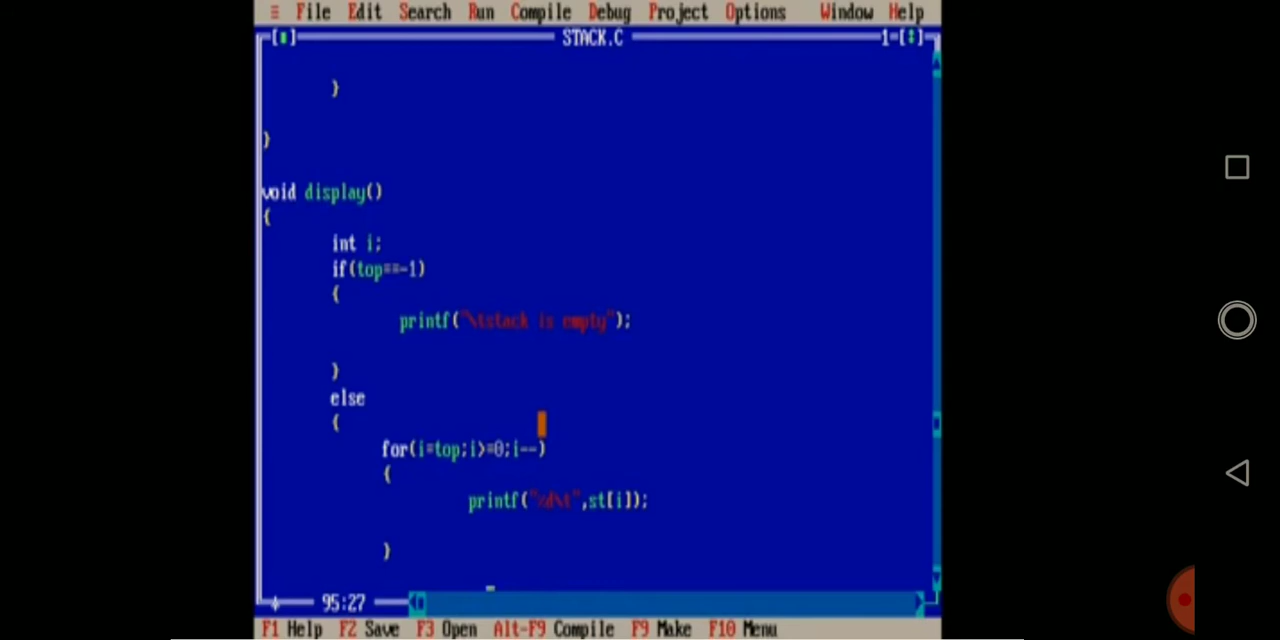 ≡ File Edit Search Run Compile Debug Project Options Window Help
[■] STACK.C 1=[↕]
}
}
void display()
{
int i;
if(top==-1)
{
printf("\tstack is empty");
}
else
{
for(i=top;i>=0;i--)
{
printf("%d\t",st[i]);
}
95:27
F1 Help F2 Save F3 Open Alt-F9 Compile F9 Make F10 Menu